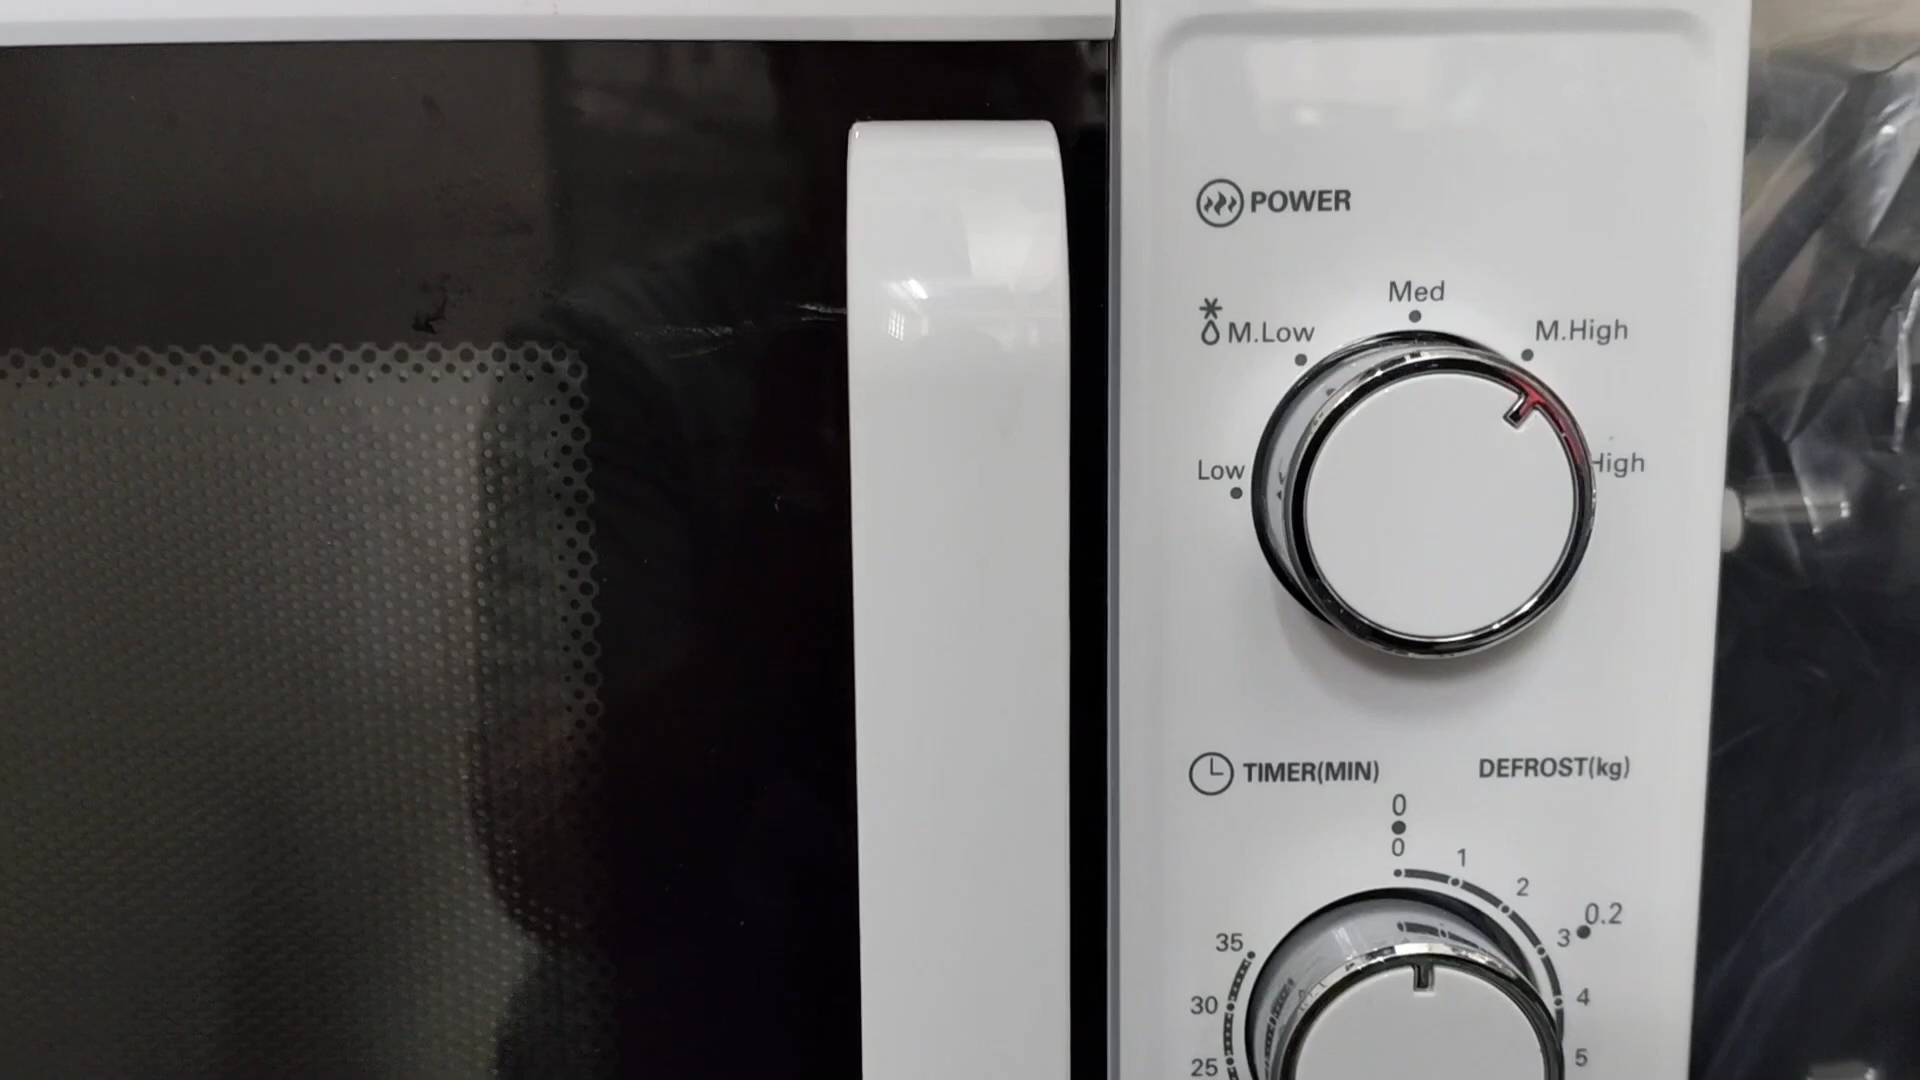 POWER
Med
M.Low
M.High
Low
High
TIMER(MIN)
DEFROST(kg)
0
0
1
2
0.2
3
35
4
30
5
25